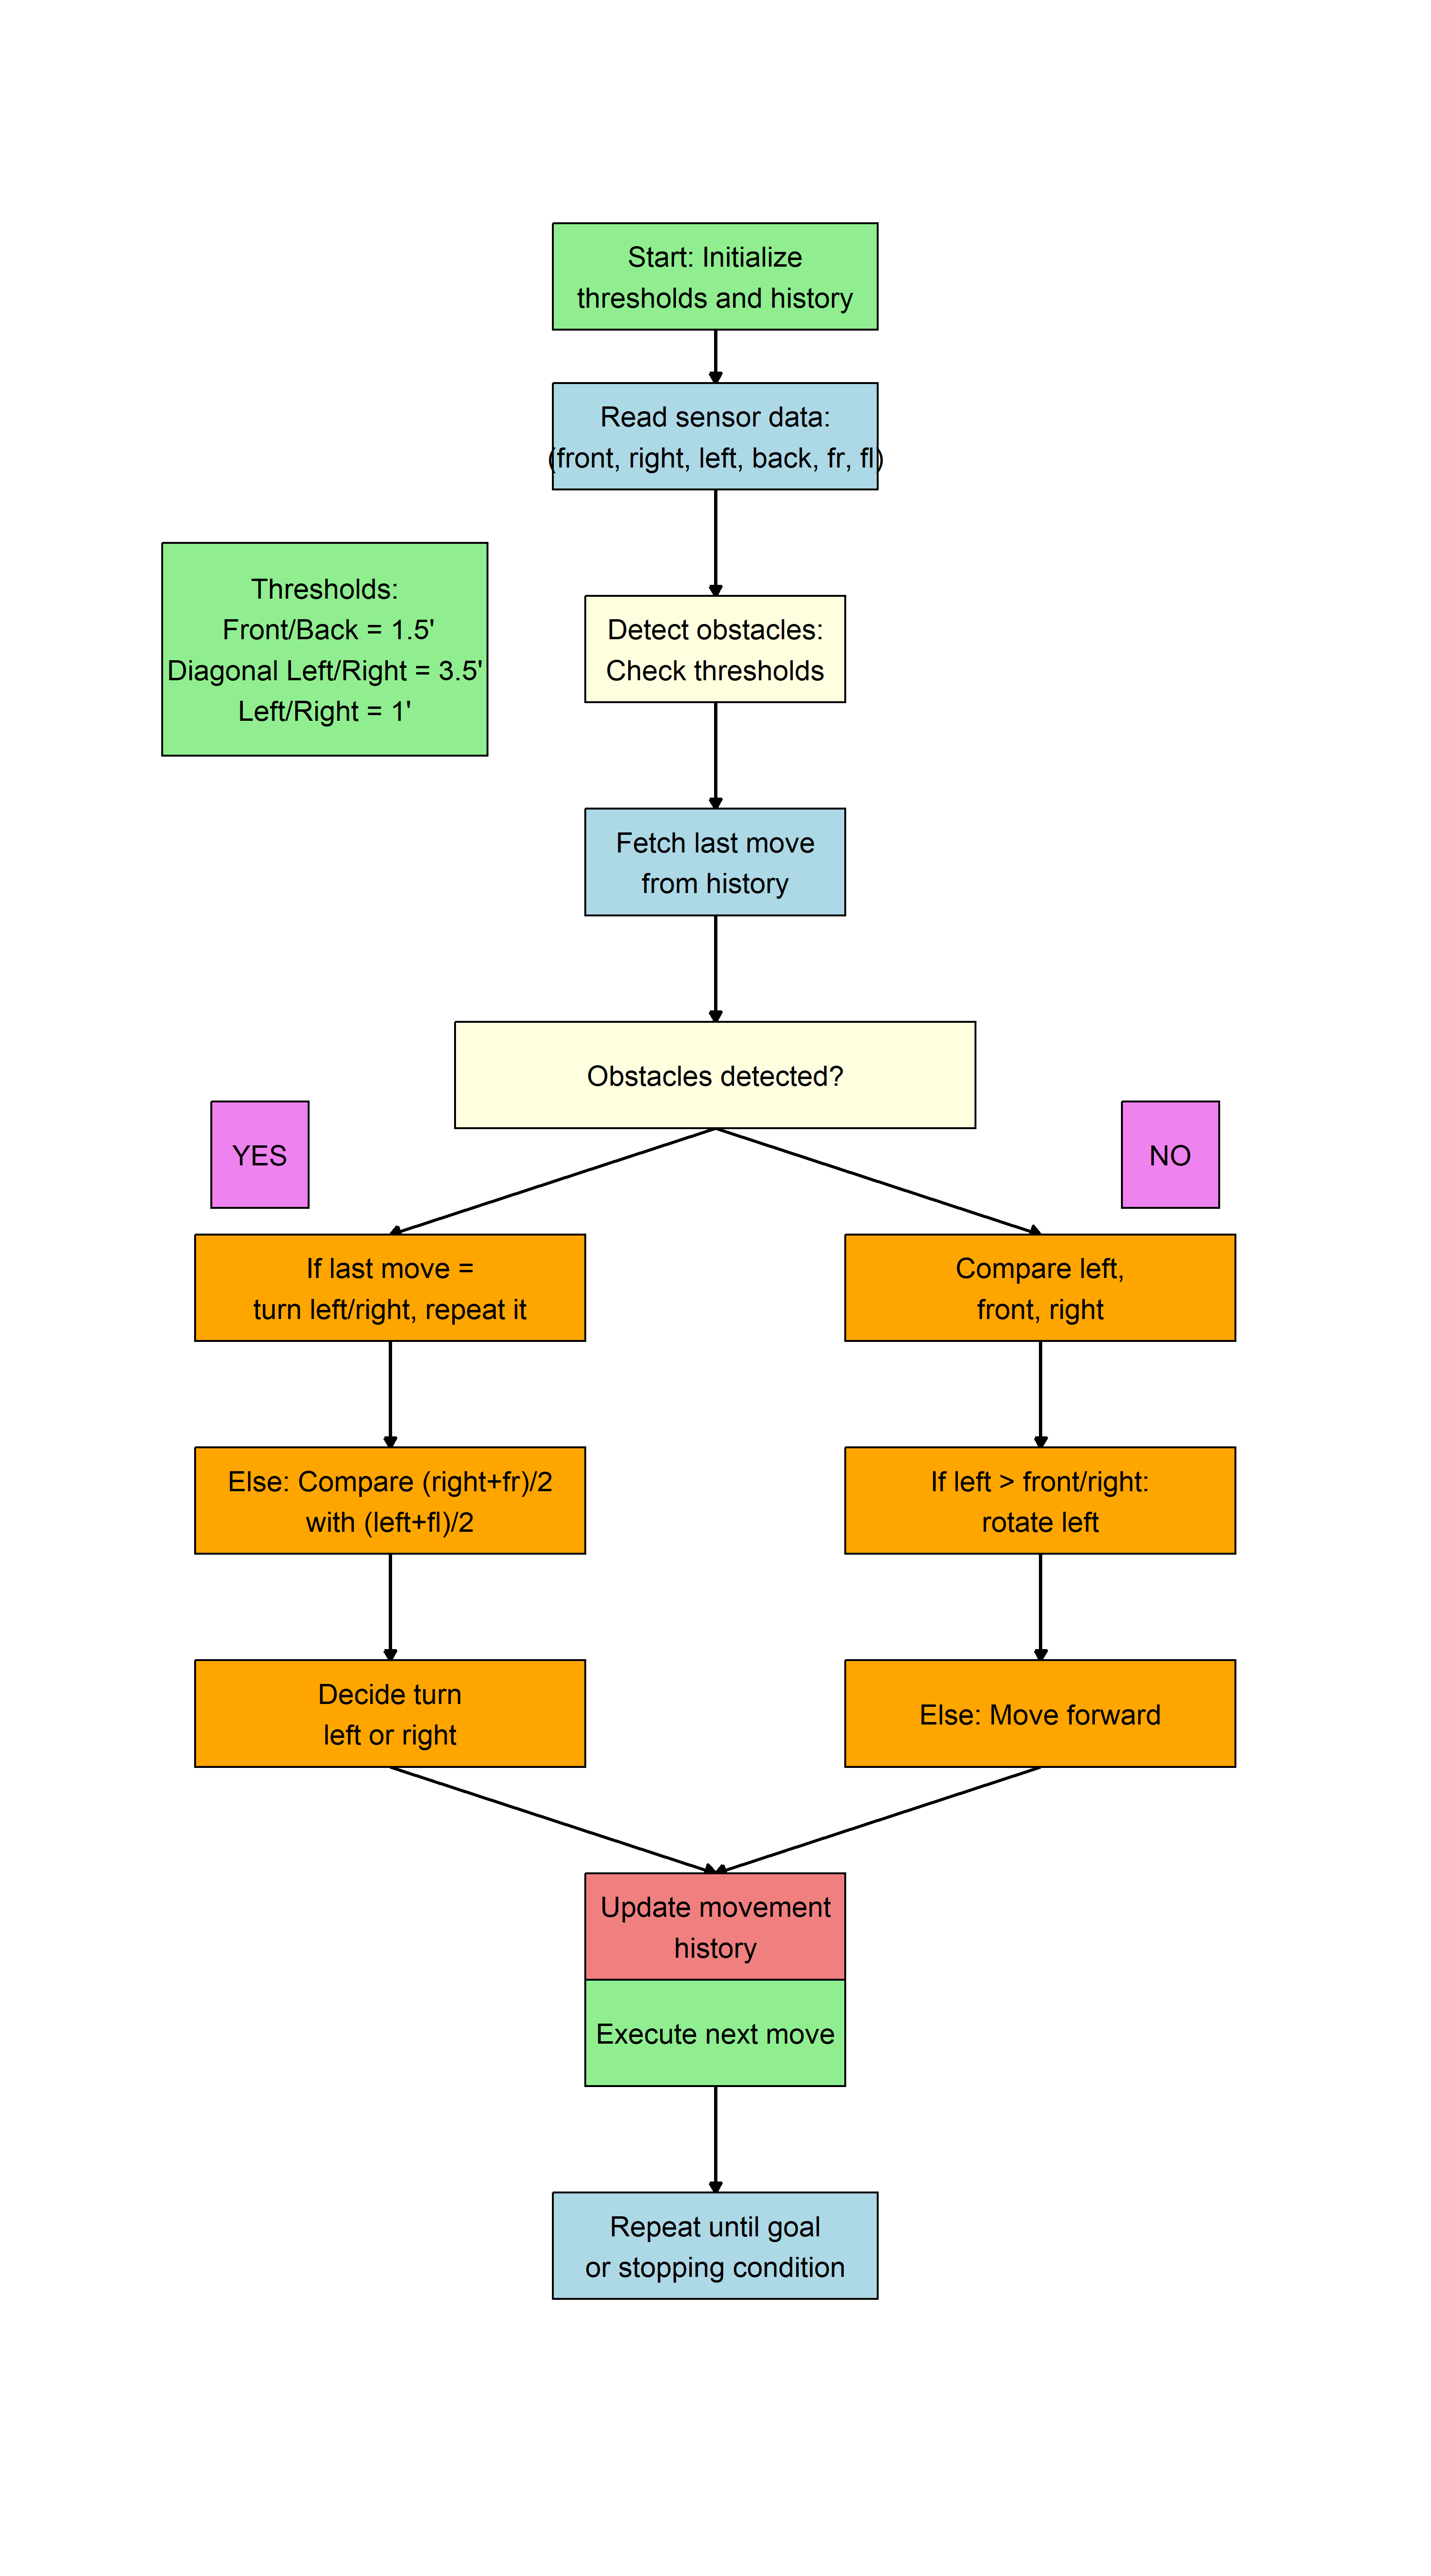 Start: Initialize
thresholds and history
Read sensor data:
(front, right, left, back, fr, fl)
Thresholds:
Front/Back = 1.5'
Diagonal Left/Right = 3.5'
Left/Right = 1'
Detect obstacles:
Check thresholds
Fetch last move
from history
Obstacles detected?
YES
NO
If last move =
turn left/right, repeat it
Compare left,
front, right
Else: Compare (right+fr)/2
with (left+fl)/2
If left > front/right:
rotate left
Decide turn
left or right
Else: Move forward
Update movement
history
Execute next move
Repeat until goal
or stopping condition